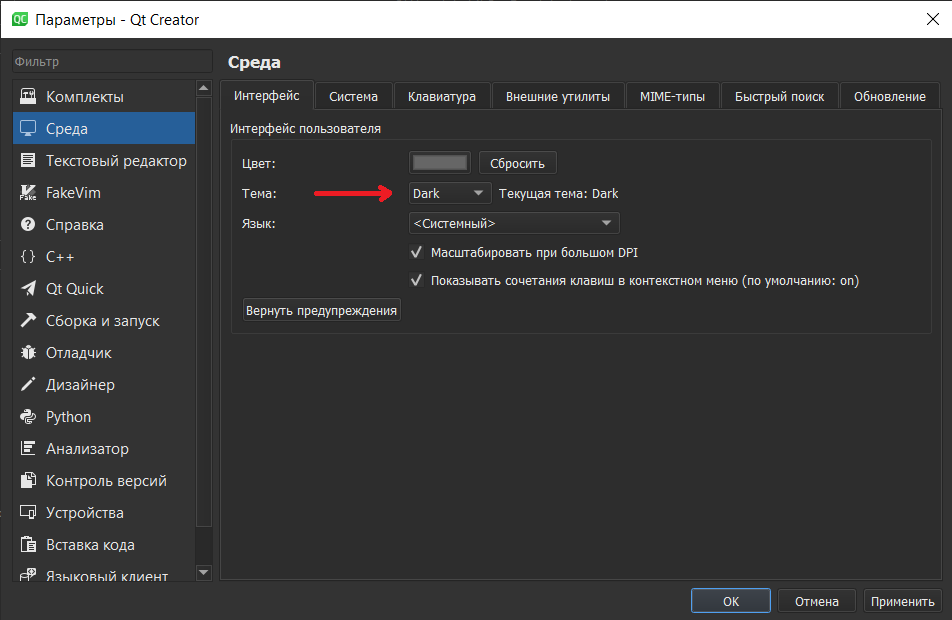 Параметры - Qt Creator
Фильтр
Комплекты
Среда
Текстовый редактор
FakeVim
Справка
C++
Qt Quick
Сборка и запуск
Отладчик
Дизайнер
Python
Анализатор
Контроль версий
Устройства
Вставка кода
Языковый клиент
Среда
Интерфейс Система Клавиатура Внешние утилиты MIME-типы Быстрый поиск Обновление
Интерфейс пользователя
Цвет: Сбросить
Тема: Dark Текущая тема: Dark
Язык: <Системный>
Масштабировать при большом DPI
Показывать сочетания клавиш в контекстном меню (по умолчанию: on)
Вернуть предупреждения
OK Отмена Применить